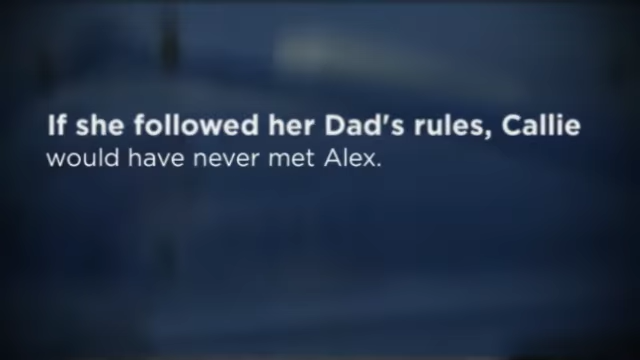 If she followed her Dad's rules, Callie
would have never met Alex.